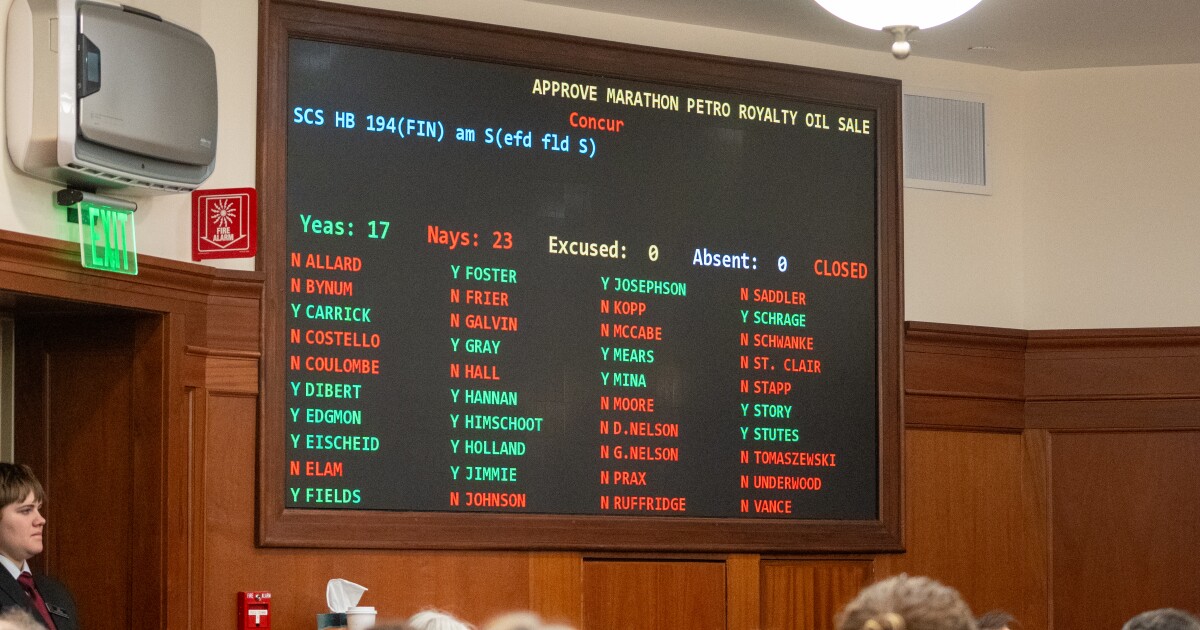 APPROVE MARATHON PETRO ROYALTY OIL SALE
SCS HB 194(FIN) am S(efd fld S)
Concur
Yeas: 17 Nays: 23 Excused: 0 Absent: 0 CLOSED
N ALLARD
N BYNUM
Y CARRICK
N COSTELLO
N COULOMBE
Y DIBERT
Y EDGMON
Y EISCHEID
N ELAM
Y FIELDS
Y FOSTER
N FRIER
N GALVIN
Y GRAY
N HALL
Y HANNAN
Y HIMSCHOOT
Y HOLLAND
Y JIMMIE
N JOHNSON
Y JOSEPHSON
N KOPP
N MCCABE
Y MEARS
Y MINA
N MOORE
N D.NELSON
N G.NELSON
N PRAX
N RUFFRIDGE
N SADDLER
Y SCHRAGE
N SCHWANKE
N ST. CLAIR
N STAPP
Y STORY
Y STUTES
N TOMASZEWSKI
N UNDERWOOD
N VANCE
EXIT
FIRE
ALARM